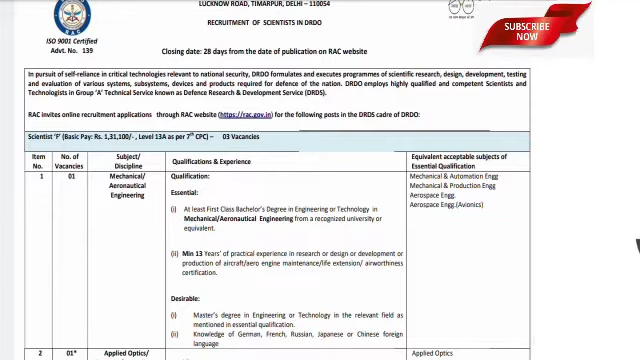 LUCKNOW ROAD, TIMARPUR, DELHI – 110054
RECRUITMENT OF SCIENTISTS IN DRDO
RAC
ISO 9001 Certified
Advt. No. 139
Closing date: 28 days from the date of publication on RAC website
SUBSCRIBE
NOW
In pursuit of self-reliance in critical technologies relevant to national security, DRDO formulates and executes programmes of scientific research, design, development, testing
and evaluation of various systems, subsystems, devices and products required for defence of the nation. DRDO employs highly qualified and competent Scientists and
Technologists in Group ‘A’ Technical Service known as Defence Research & Development Service (DRDS).
RAC invites online recruitment applications through RAC website (https://rac.gov.in) for the following posts in the DRDS cadre of DRDO:
Scientist ‘F’ (Basic Pay: Rs. 1,31,100/- , Level 13A as per 7th CPC) – 03 Vacancies
Item No.
No. of Vacancies
Subject/ Discipline
Qualifications & Experience
Equivalent acceptable subjects of Essential Qualification
1
01
Mechanical/
Aeronautical
Engineering
Qualification:
Essential:
(i) At least First Class Bachelor’s Degree in Engineering or Technology in
Mechanical/Aeronautical Engineering from a recognized university or
equivalent.
(ii) Min 13 Years’ of practical experience in research or design or development or
production of aircraft/aero engine maintenance/life extension/ airworthiness
certification.
Desirable:
(i) Master’s degree in Engineering or Technology in the relevant field as
mentioned in essential qualification.
(ii) Knowledge of German, French, Russian, Japanese or Chinese foreign
language
Mechanical & Automation Engg
Mechanical & Production Engg
Aerospace Engg.
Aerospace Engg.(Avionics)
2
01*
Applied Optics/
Applied Optics